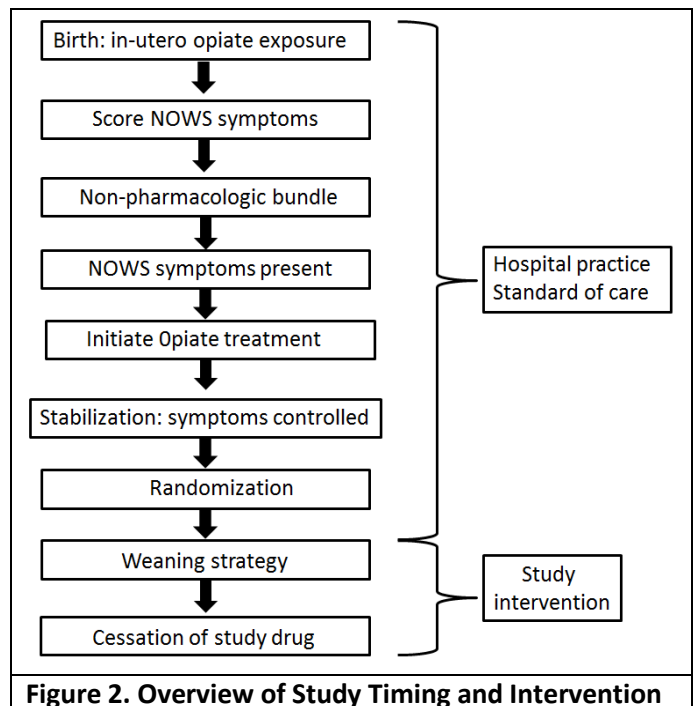 Birth: in-utero opiate exposure
Score NOWS symptoms
Non-pharmacologic bundle
NOWS symptoms present
Initiate 0piate treatment
Stabilization: symptoms controlled
Randomization
Weaning strategy
Cessation of study drug
Hospital practice
Standard of care
Study
intervention
Figure 2. Overview of Study Timing and Intervention